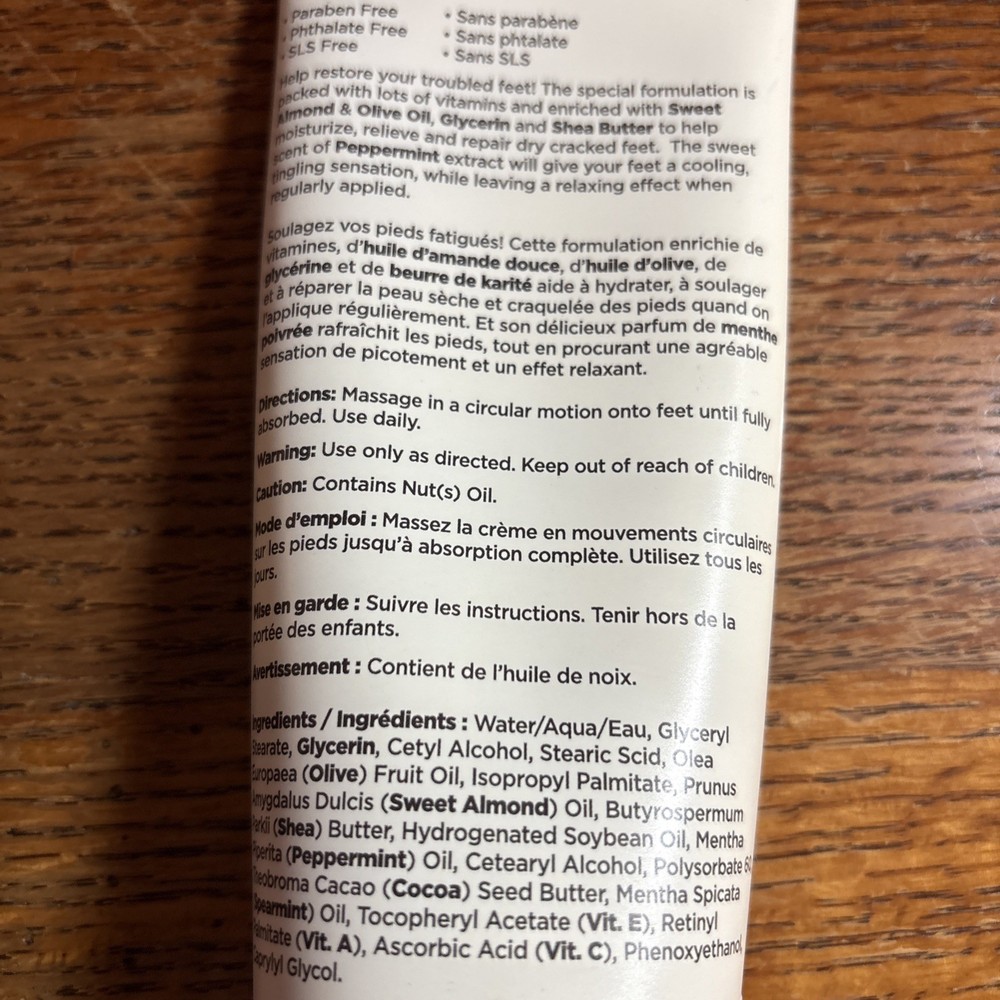 • Paraben Free
• Phthalate Free
• SLS Free
• Sans parabène
• Sans phtalate
• Sans SLS
Help restore your troubled feet! The special formulation is
packed with lots of vitamins and enriched with Sweet
Almond & Olive Oil, Glycerin and Shea Butter to help
moisturize, relieve and repair dry cracked feet. The sweet
scent of Peppermint extract will give your feet a cooling,
tingling sensation, while leaving a relaxing effect when
regularly applied.
Soulagez vos pieds fatigués! Cette formulation enrichie de
vitamines, d'huile d'amande douce, d'huile d'olive, de
glycérine et de beurre de karité aide à hydrater, à soulager
et à réparer la peau sèche et craquelée des pieds quand on
l'applique régulièrement. Et son délicieux parfum de menthe
poivrée rafraîchit les pieds, tout en procurant une agréable
sensation de picotement et un effet relaxant.
Directions: Massage in a circular motion onto feet until fully
absorbed. Use daily.
Warning: Use only as directed. Keep out of reach of children.
Caution: Contains Nut(s) Oil.
Mode d'emploi : Massez la crème en mouvements circulaires
sur les pieds jusqu'à absorption complète. Utilisez tous les
jours.
Mise en garde : Suivre les instructions. Tenir hors de la
portée des enfants.
Avertissement : Contient de l'huile de noix.
Ingredients / Ingrédients : Water/Aqua/Eau, Glyceryl
Stearate, Glycerin, Cetyl Alcohol, Stearic Scid, Olea
Europaea (Olive) Fruit Oil, Isopropyl Palmitate, Prunus
Amygdalus Dulcis (Sweet Almond) Oil, Butyrospermum
Parkii (Shea) Butter, Hydrogenated Soybean Oil, Mentha
Piperita (Peppermint) Oil, Cetearyl Alcohol, Polysorbate 60,
Theobroma Cacao (Cocoa) Seed Butter, Mentha Spicata
(Spearmint) Oil, Tocopheryl Acetate (Vit. E), Retinyl
Palmitate (Vit. A), Ascorbic Acid (Vit. C), Phenoxyethanol,
Caprylyl Glycol.